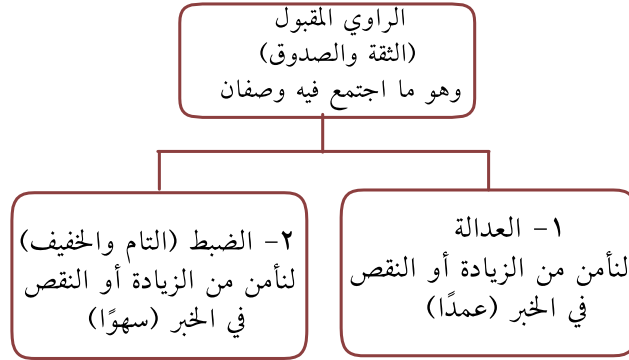 الراوي المقبول
(الثقة والصدوق)
وهو ما اجتمع فيه وصفان
١- العدالة
لنأمن من الزيادة أو النقص
في الخبر (عمدًا)
٢- الضبط (التام والخفيف)
لنأمن من الزيادة أو النقص
في الخبر (سهوًا)